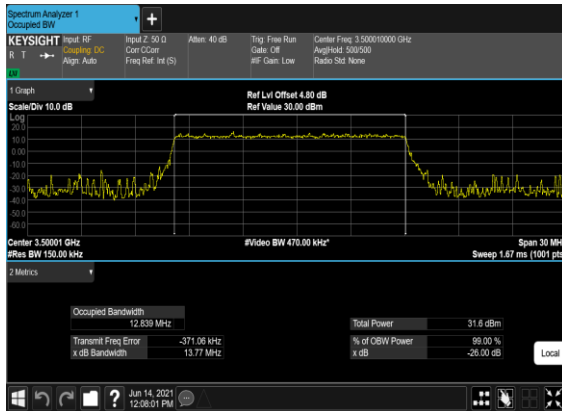 Spectrum Analyzer 1
Occupied BW
+
KEYSIGHT
R T
LXI
Input: RF
Coupling: DC
Align: Auto
Input Z: 50 Ω
Corr CCorr
Freq Ref: Int (S)
Atten: 40 dB
Trig: Free Run
Gate: Off
#IF Gain: Low
Center Freq: 3.500010000 GHz
Avg|Hold: 500/500
Radio Std: None
1 Graph
Scale/Div 10.0 dB
Ref Lvl Offset 4.80 dB
Ref Value 30.00 dBm
Log
20.0
10.0
0.00
-10.0
-20.0
-30.0
-40.0
-50.0
-60.0
Center 3.50001 GHz
#Res BW 150.00 kHz
#Video BW 470.00 kHz*
Span 30 MH
Sweep 1.67 ms (1001 pts
2 Metrics
Occupied Bandwidth
12.839 MHz
Transmit Freq Error -371.06 kHz
x dB Bandwidth 13.77 MHz
Total Power 31.6 dBm
% of OBW Power 99.00 %
x dB -26.00 dB
Local
?
Jun 14, 2021
12:08:01 PM